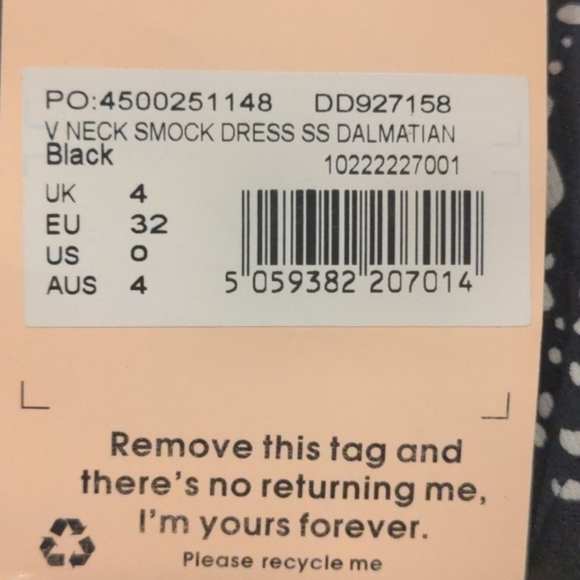 PO:4500251148 DD927158
V NECK SMOCK DRESS SS DALMATIAN
Black 10222227001
UK 4
EU 32
US 0
AUS 4
5 059382 207014
Remove this tag and
there's no returning me,
I'm yours forever.
Please recycle me